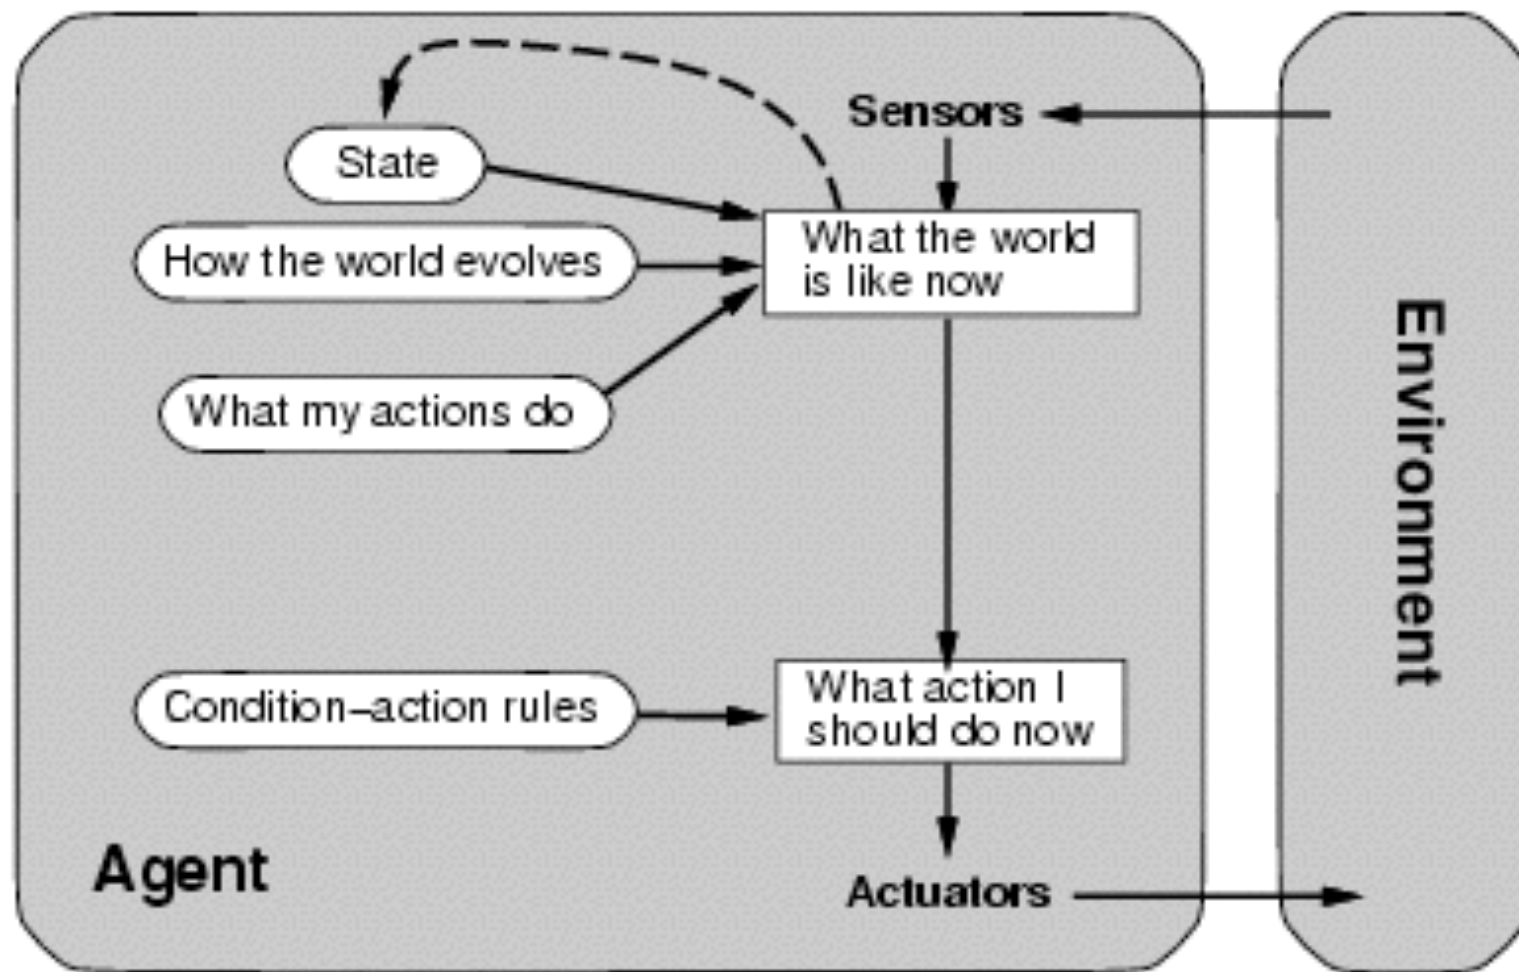 Sensors
State
What the world
is like now
How the world evolves
What my actions do
Environment
Condition–action rules
What action I
should do now
Agent
Actuators